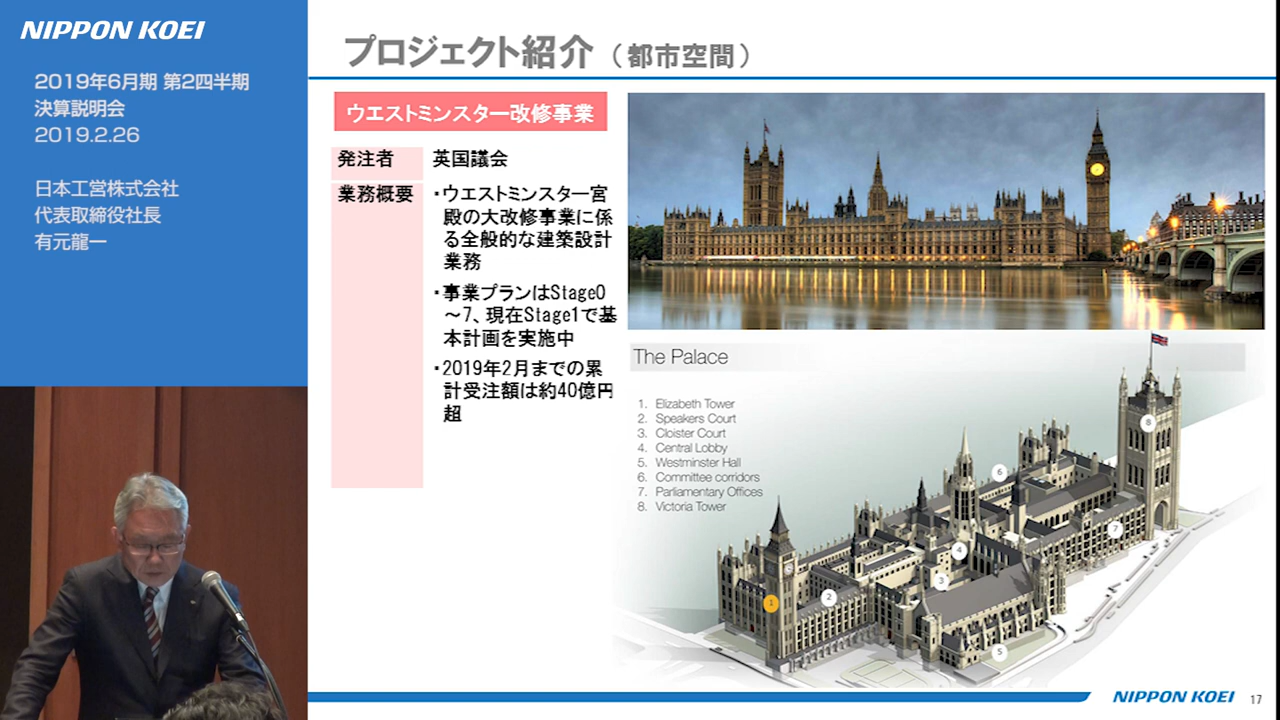 NIPPON KOEI
2019年6月期 第2四半期
決算説明会
2019.2.26
日本工営株式会社
代表取締役社長
有元龍一
プロジェクト紹介（都市空間）
ウエストミンスター改修事業
発注者
英国議会
業務概要
・ウエストミンスター宮
殿の大改修事業に係
る全般的な建築設計
業務
・事業プランはStage0
～7、現在Stage1で基
本計画を実施中
・2019年2月までの累
計受注額は約40億円
超
The Palace
1. Elizabeth Tower
2. Speakers Court
3. Cloister Court
4. Central Lobby
5. Westminster Hall
6. Committee corridors
7. Parliamentary Offices
8. Victoria Tower
8
6
7
4
3
2
1
5
NIPPON KOEI
17